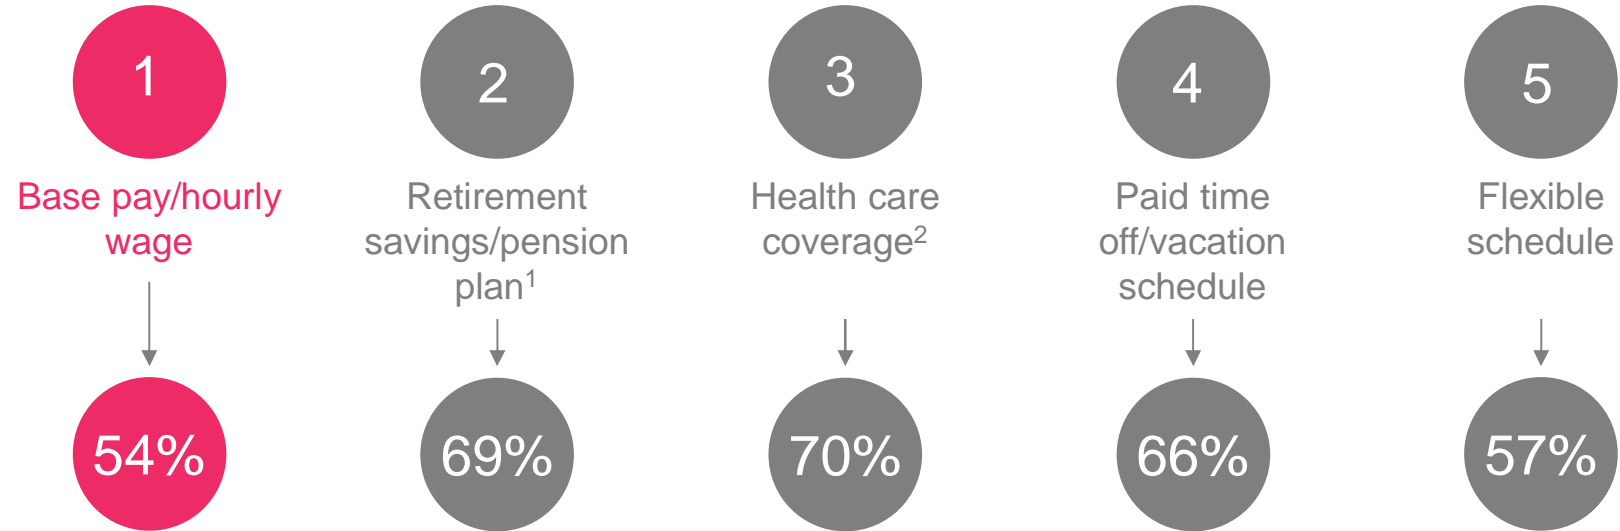 1
2
3
4
5
Base pay/hourly
wage
Retirement
savings/pension
plan¹
Health care
coverage²
Paid time
off/vacation
schedule
Flexible
schedule
54%
69%
70%
66%
57%